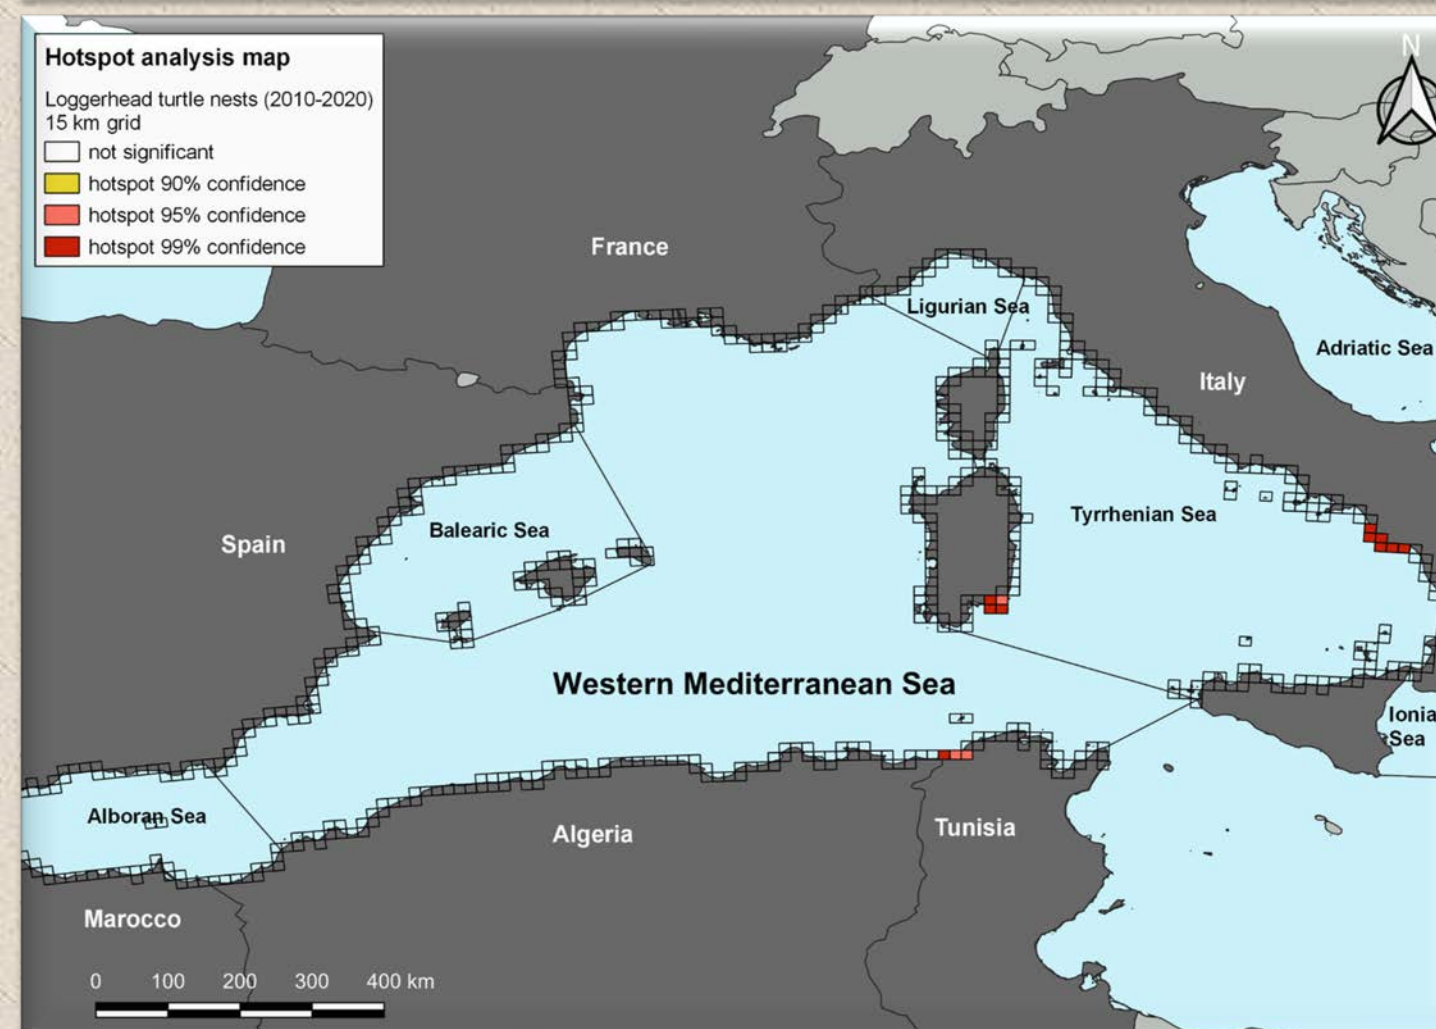 Hotspot analysis map
Loggerhead turtle nests (2010-2020)
15 km grid
not significant
hotspot 90% confidence
hotspot 95% confidence
hotspot 99% confidence
N
France
Ligurian Sea
Adriatic Sea
Italy
Tyrrhenian Sea
Balearic Sea
Spain
Western Mediterranean Sea
Ionia
Sea
Alboran Sea
Algeria
Tunisia
Marocco
0 100 200 300 400 km